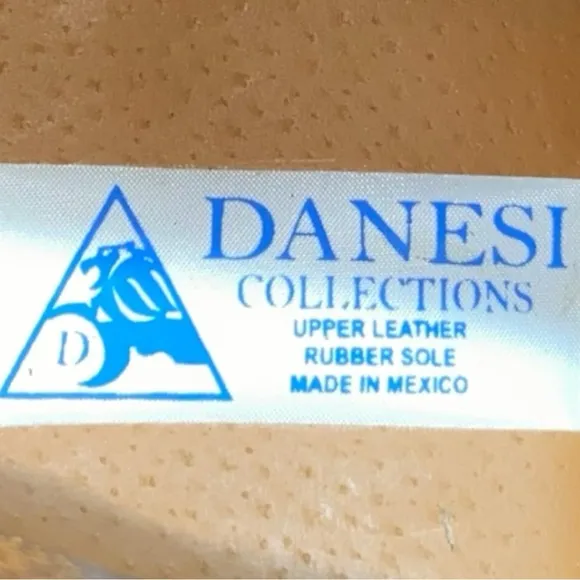 DANESI
COLLECTIONS
UPPER LEATHER
RUBBER SOLE
MADE IN MEXICO
D